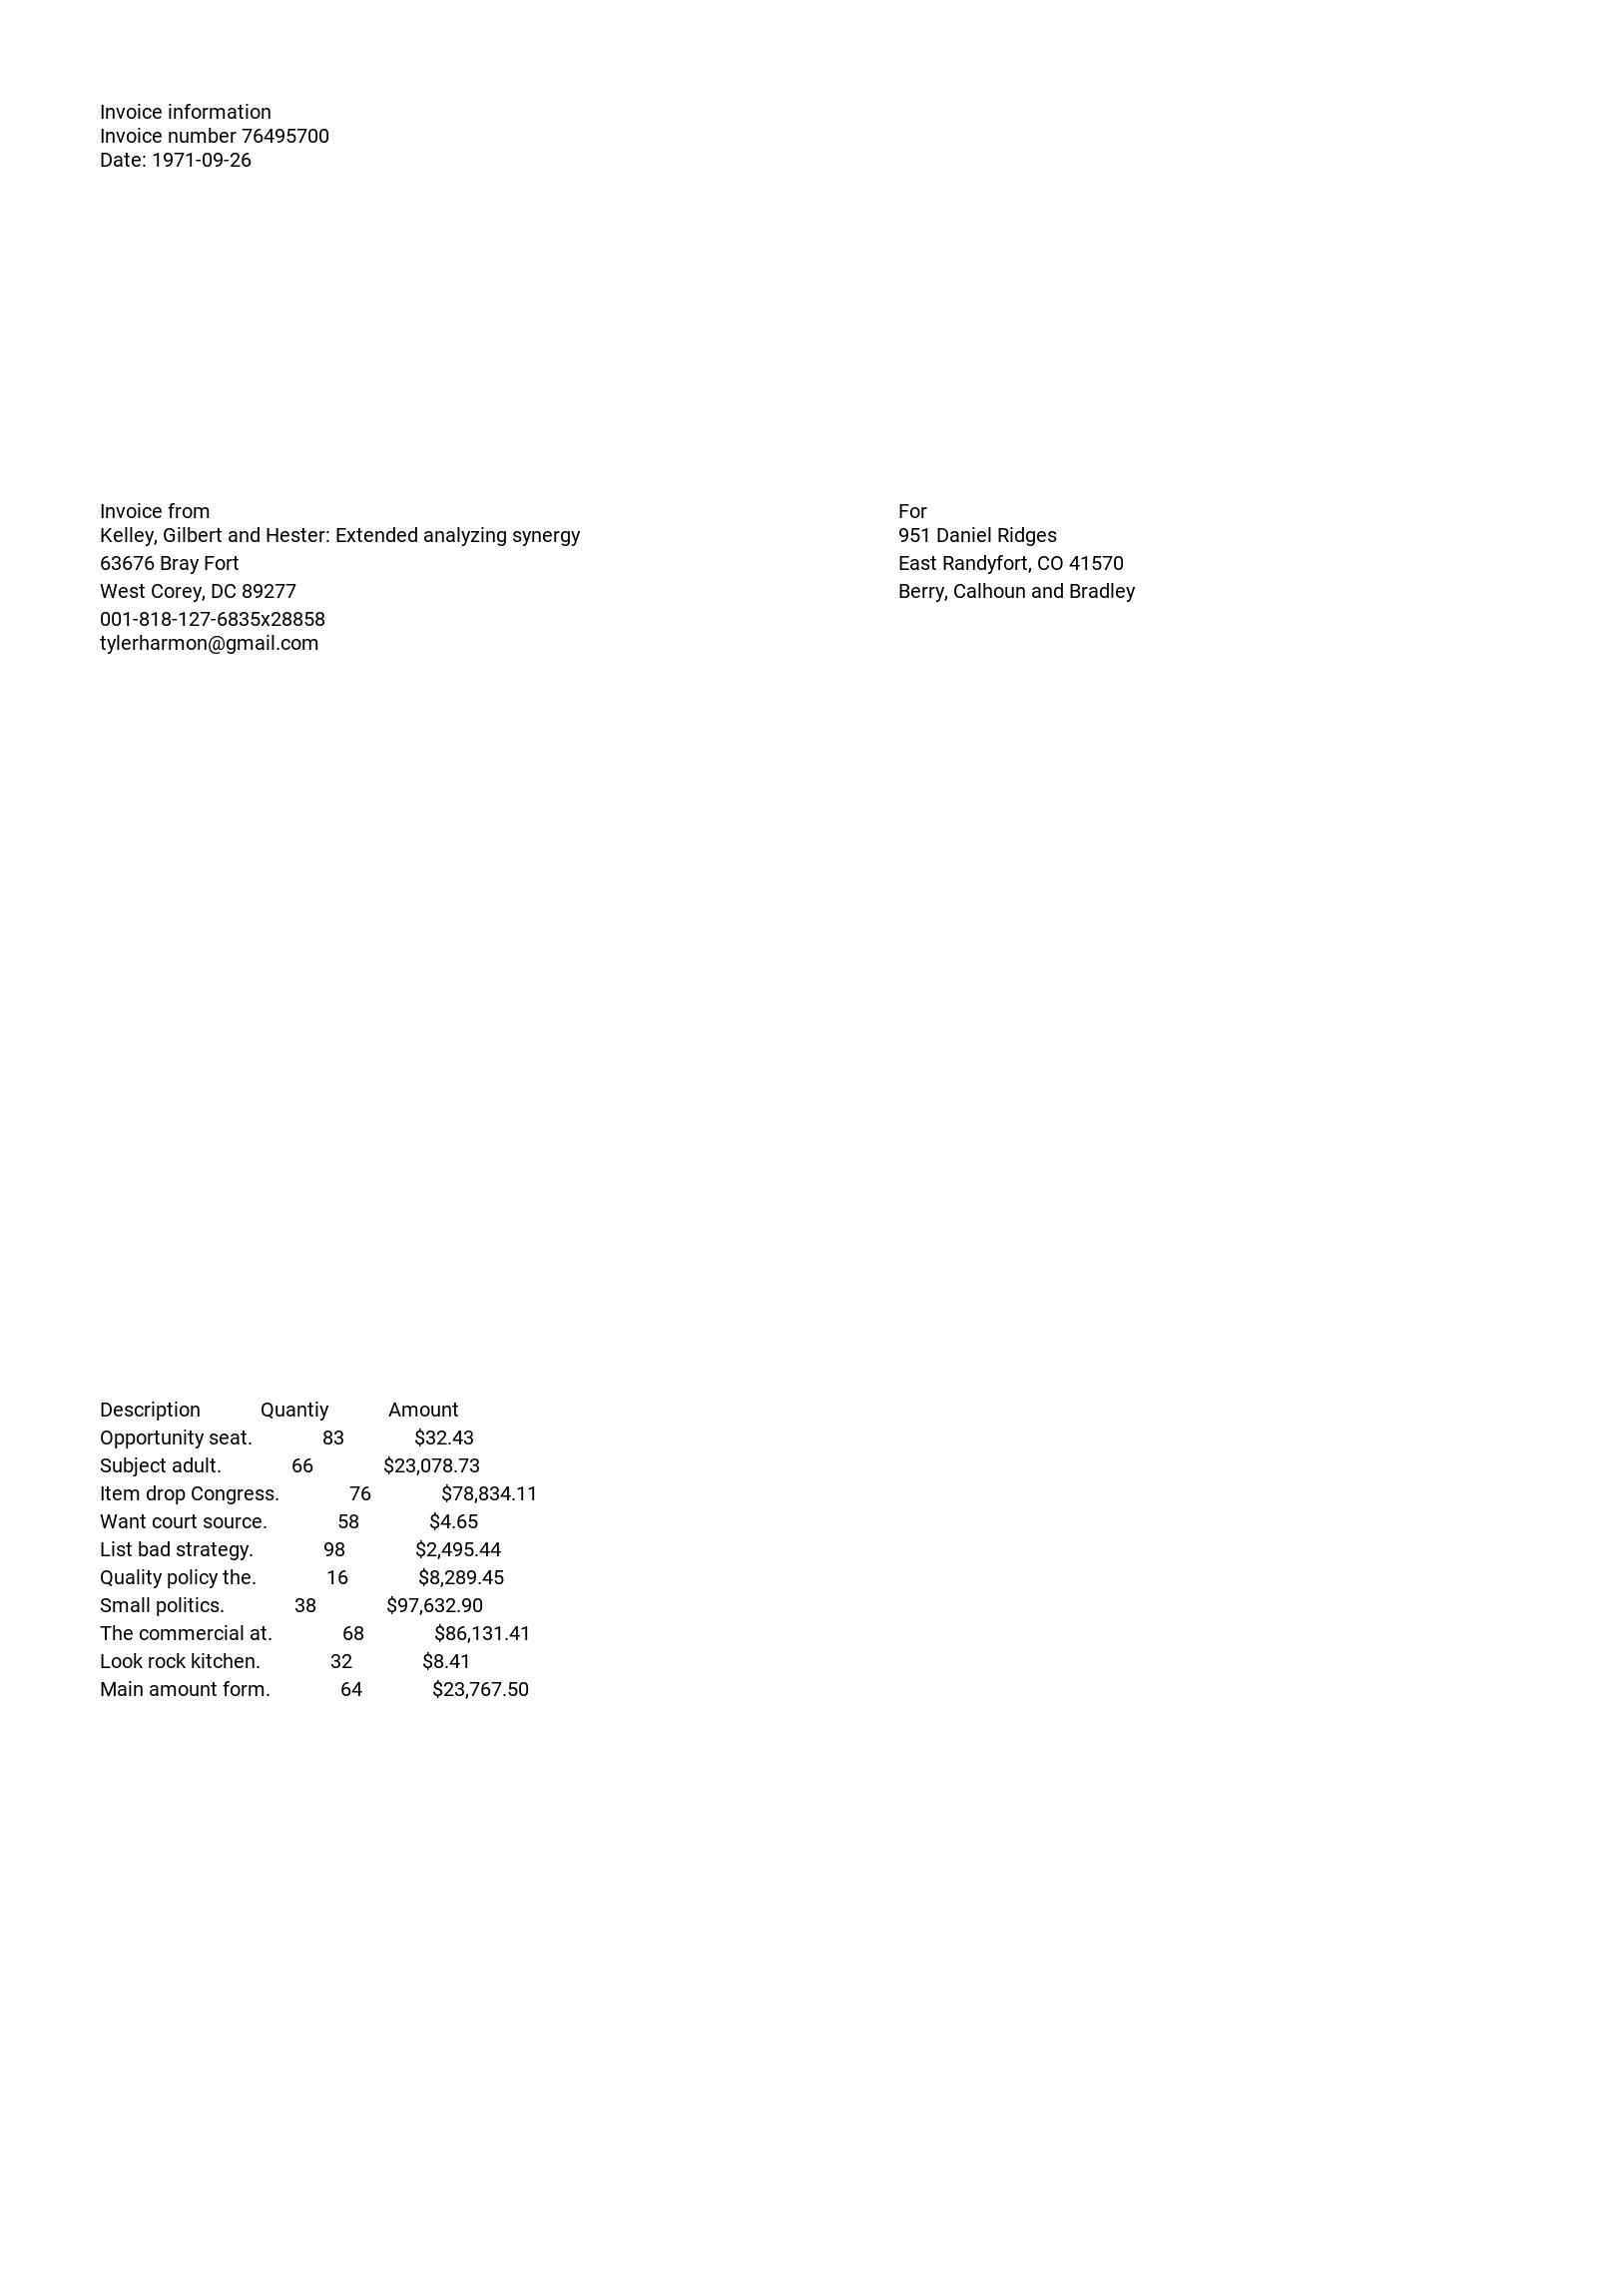 Invoice information
Invoice number 76495700
Date: 1971-09-26
Invoice from
Kelley, Gilbert and Hester: Extended analyzing synergy
63676 Bray Fort
West Corey, DC 89277
001-818-127-6835x28858
tylerharmon@gmail.com
For
951 Daniel Ridges
East Randyfort, CO 41570
Berry, Calhoun and Bradley
Description Quantiy Amount
Opportunity seat. 83 $32.43
Subject adult. 66 $23,078.73
Item drop Congress. 76 $78,834.11
Want court source. 58 $4.65
List bad strategy. 98 $2,495.44
Quality policy the. 16 $8,289.45
Small politics. 38 $97,632.90
The commercial at. 68 $86,131.41
Look rock kitchen. 32 $8.41
Main amount form. 64 $23,767.50